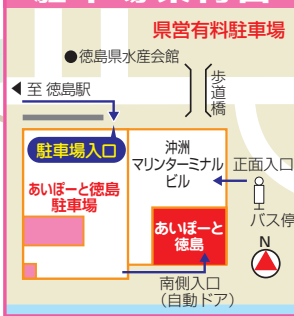 県営有料駐車場
●徳島県水産会館
至 徳島駅
歩道橋
駐車場入口
沖洲
マリンターミナル
ビル
正面入口
あいぽーと徳島
駐車場
バス停
あいぽーと
徳島
N
南側入口
（自動ドア）